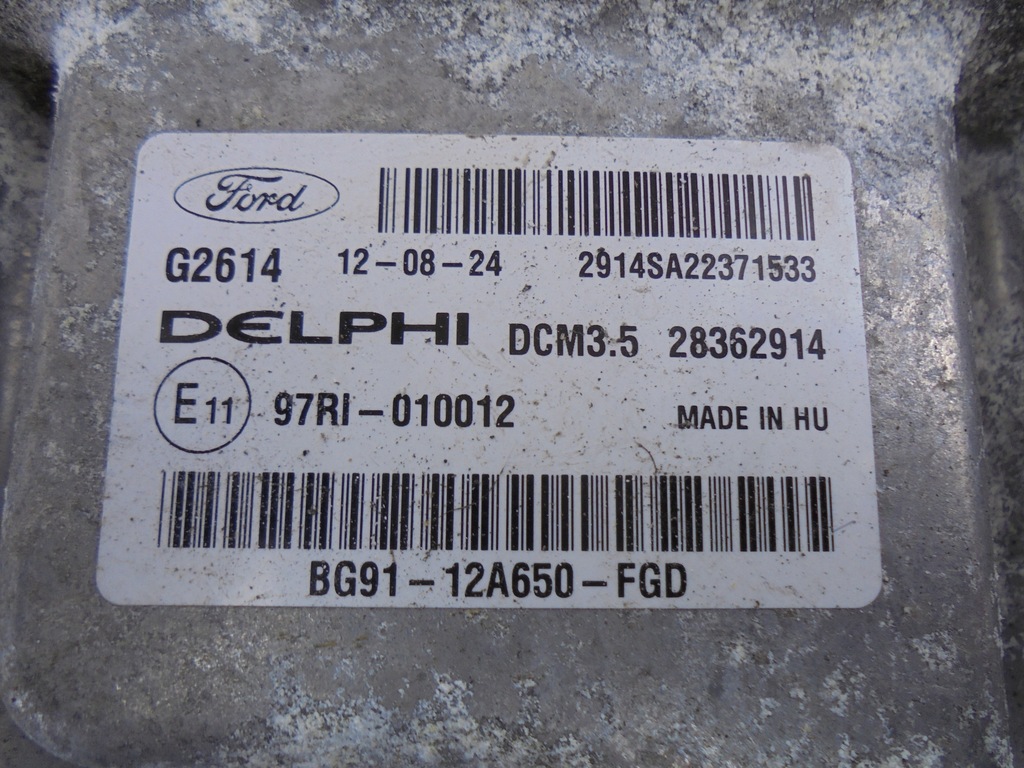 Ford
G2614 12-08-24 2914SA22371533
DELPHI DCM3.5 28362914
E11 97RI-010012 MADE IN HU
BG91-12A650-FGD